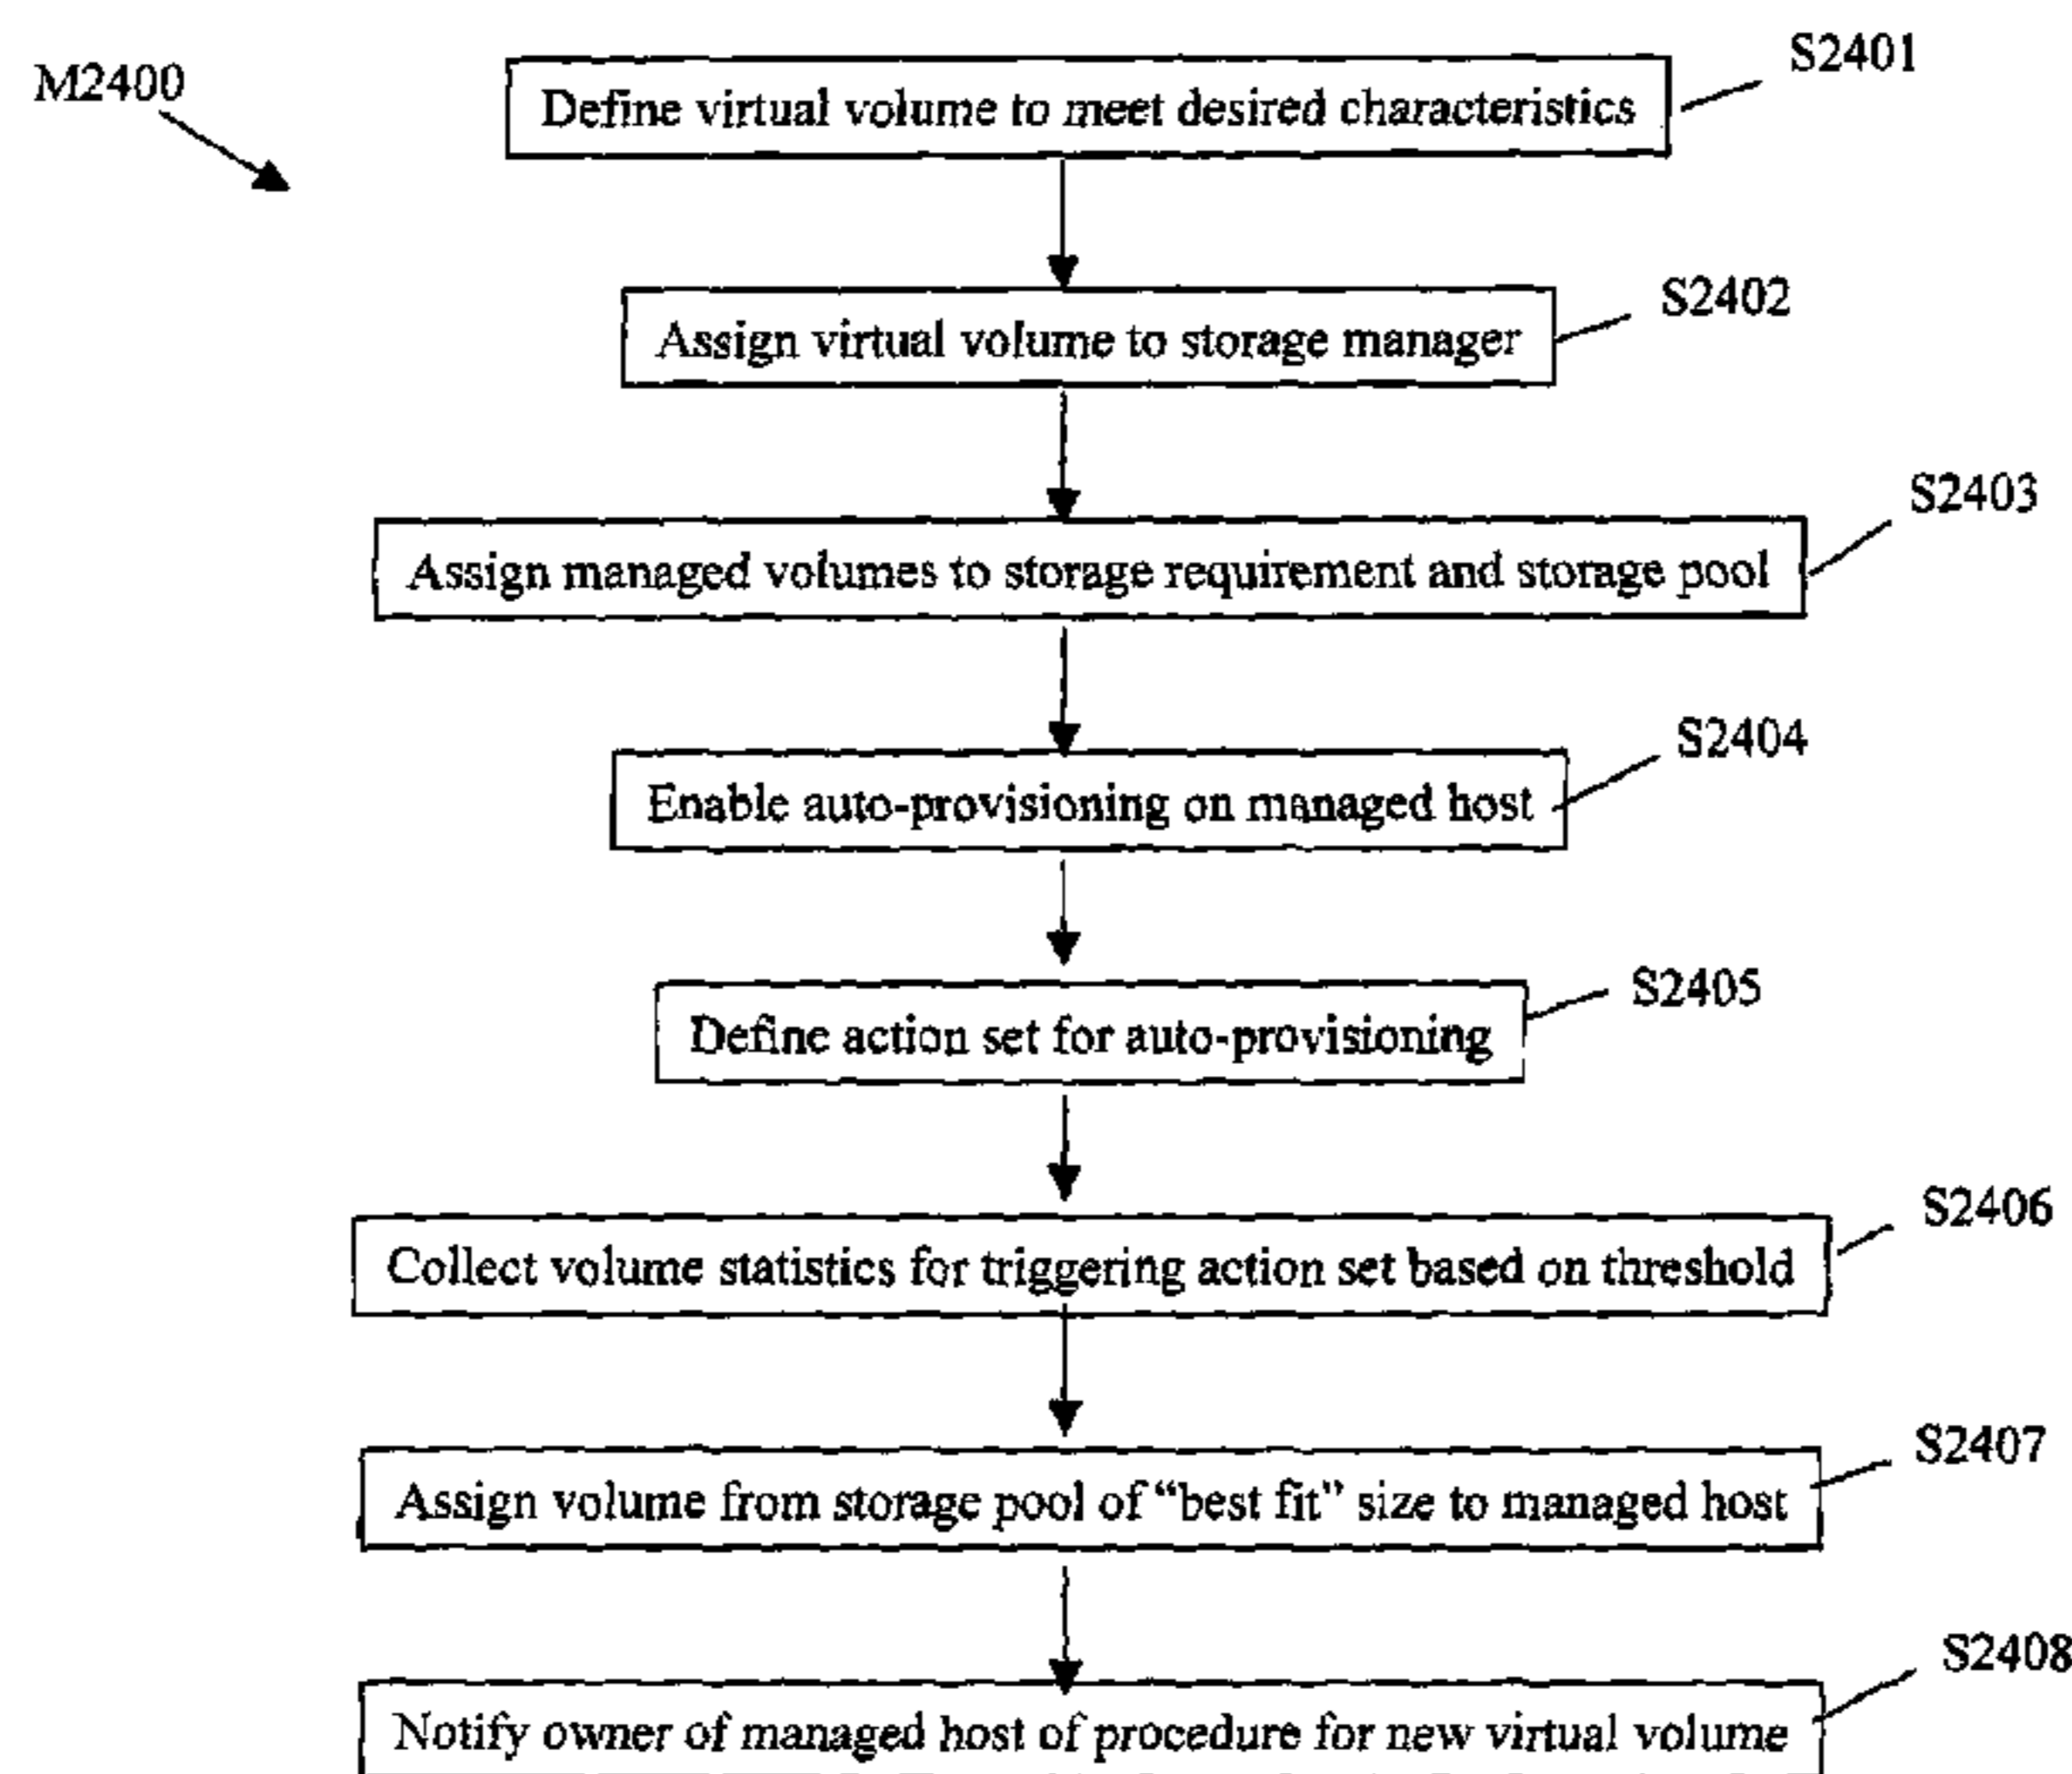 M2400
S2401
Define virtual volume to meet desired characteristics
S2402
Assign virtual volume to storage manager
S2403
Assign managed volumes to storage requirement and storage pool
S2404
Enable auto-provisioning on managed host
S2405
Define action set for auto-provisioning
S2406
Collect volume statistics for triggering action set based on threshold
S2407
Assign volume from storage pool of “best fit” size to managed host
S2408
Notify owner of managed host of procedure for new virtual volume